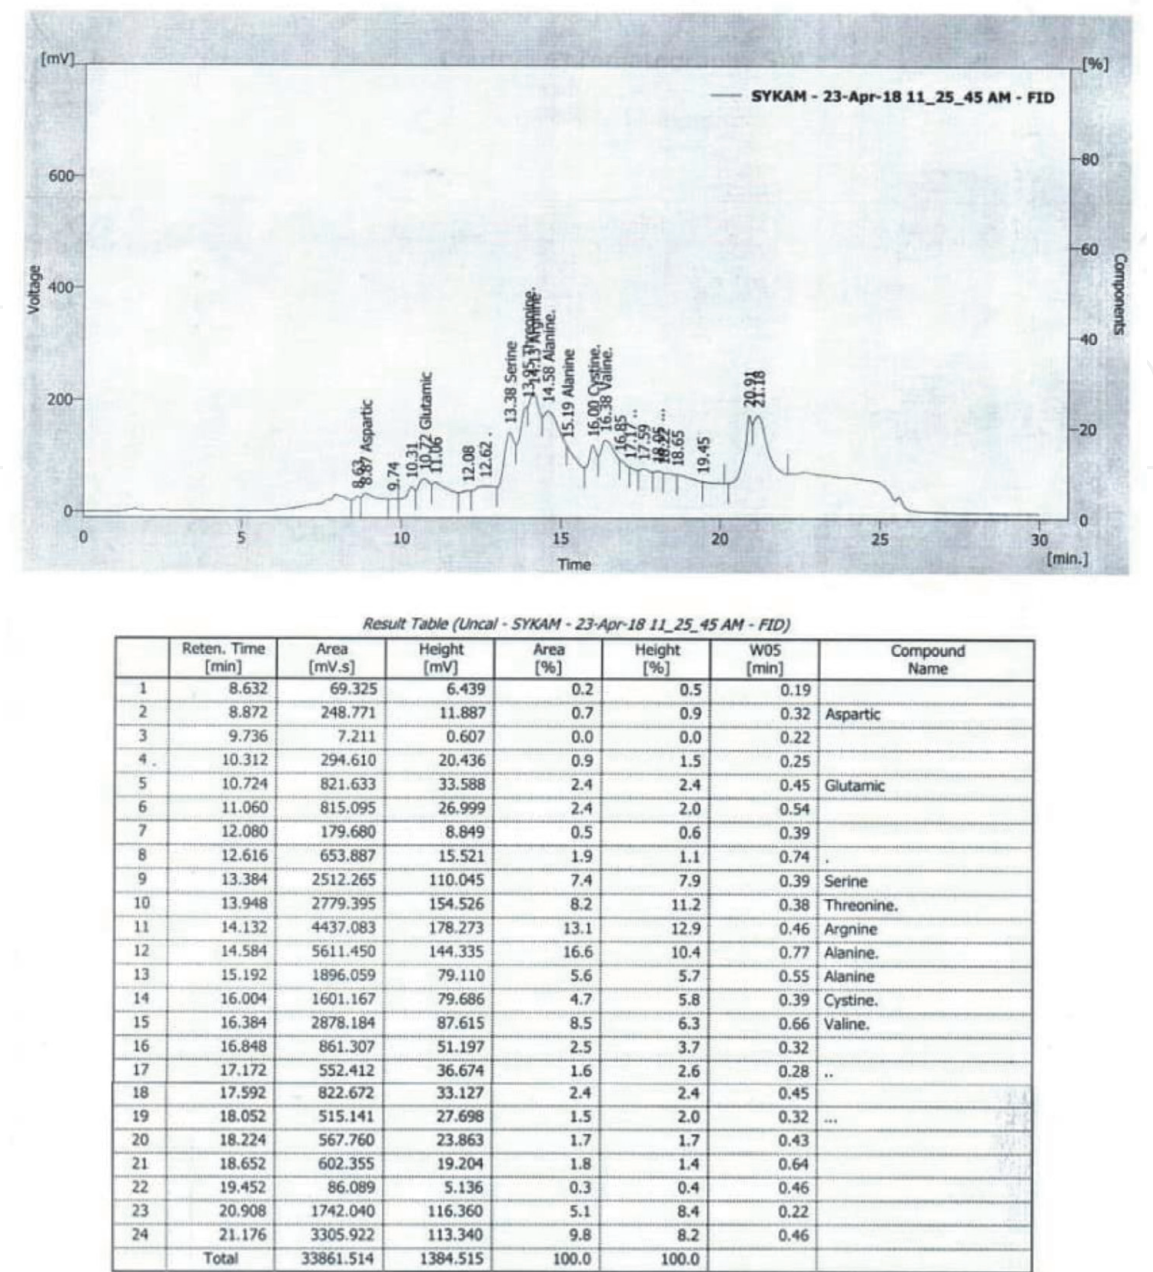 [mV]
[%]
SYKAM - 23-Apr-18 11_25_45 AM - FID
600
400
200
0
Voltage
80
60
40
20
0
Components
8.87 Aspartic
9.74
10.31
10.72 Glutamic
11.06
12.08
12.62 .
13.38 Serine
13.95 Threonine.
14.13 Argnine
14.58 Alanine.
15.19 Alanine
16.00 Cystine.
16.38 Valine.
16.85
17.17 ..
17.59
18.65
19.45
20.91
21.18
0 5 10 15 20 25 30
Time
[min.]
Result Table (Uncal - SYKAM - 23-Apr-18 11_25_45 AM - FID)
Reten. Time Area Height Area Height W05 Compound
[min] [mV.s] [mV] [%] [%] [min] Name
1 8.632 69.325 6.439 0.2 0.5 0.19
2 8.872 248.771 11.887 0.7 0.9 0.32 Aspartic
3 9.736 7.211 0.607 0.0 0.0 0.22
4 . 10.312 294.610 20.436 0.9 1.5 0.25
5 10.724 821.633 33.588 2.4 2.4 0.45 Glutamic
6 11.060 815.095 26.999 2.4 2.0 0.54
7 12.080 179.680 8.849 0.5 0.6 0.39
8 12.616 653.887 15.521 1.9 1.1 0.74 .
9 13.384 2512.265 110.045 7.4 7.9 0.39 Serine
10 13.948 2779.395 154.526 8.2 11.2 0.38 Threonine.
11 14.132 4437.083 178.273 13.1 12.9 0.46 Argnine
12 14.584 5611.450 144.335 16.6 10.4 0.77 Alanine.
13 15.192 1896.059 79.110 5.6 5.7 0.55 Alanine
14 16.004 1601.167 79.686 4.7 5.8 0.39 Cystine.
15 16.384 2878.184 87.615 8.5 6.3 0.66 Valine.
16 16.848 861.307 51.197 2.5 3.7 0.32
17 17.172 552.412 36.674 1.6 2.6 0.28 ..
18 17.592 822.672 33.127 2.4 2.4 0.45
19 18.052 515.141 27.698 1.5 2.0 0.32 ...
20 18.224 567.760 23.863 1.7 1.7 0.43
21 18.652 602.355 19.204 1.8 1.4 0.64
22 19.452 86.089 5.136 0.3 0.4 0.46
23 20.908 1742.040 116.360 5.1 8.4 0.22
24 21.176 3305.922 113.340 9.8 8.2 0.46
Total 33861.514 1384.515 100.0 100.0